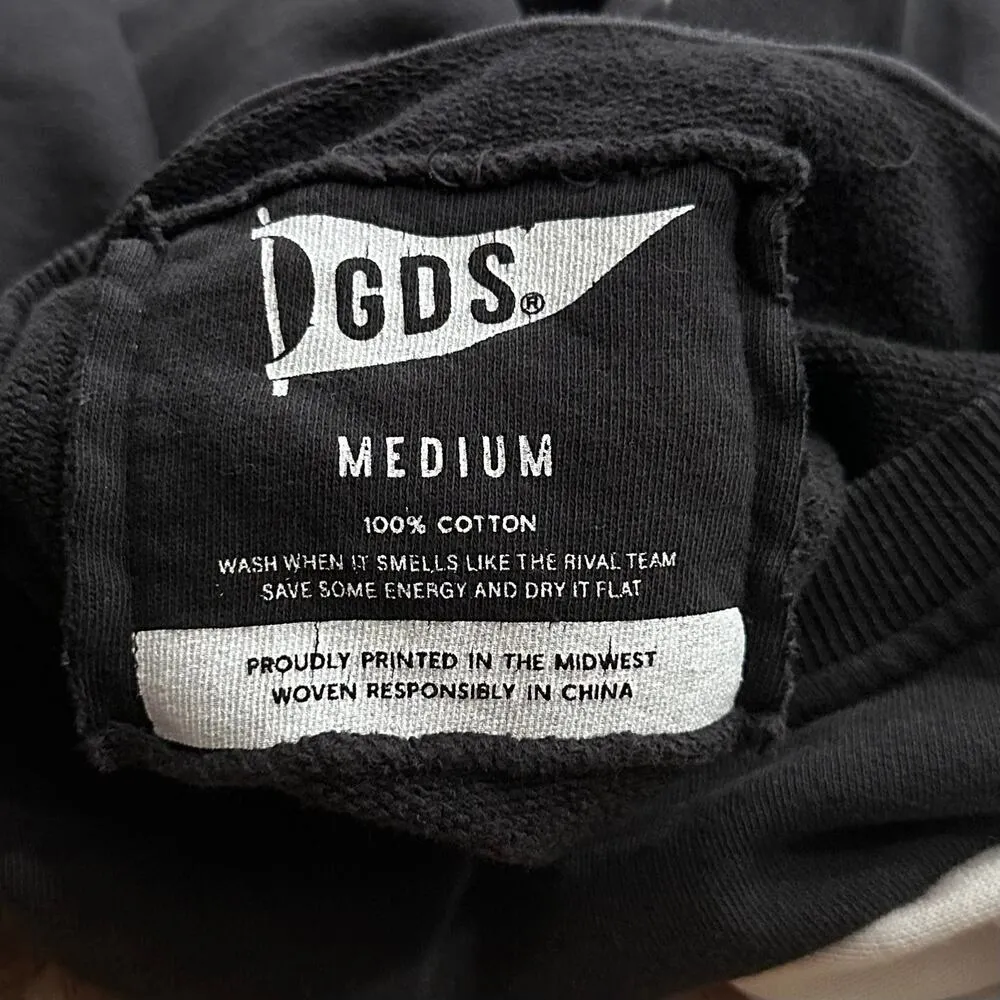 GDS®
MEDIUM
100% COTTON
WASH WHEN IT SMELLS LIKE THE RIVAL TEAM
SAVE SOME ENERGY AND DRY IT FLAT
PROUDLY PRINTED IN THE MIDWEST
WOVEN RESPONSIBLY IN CHINA